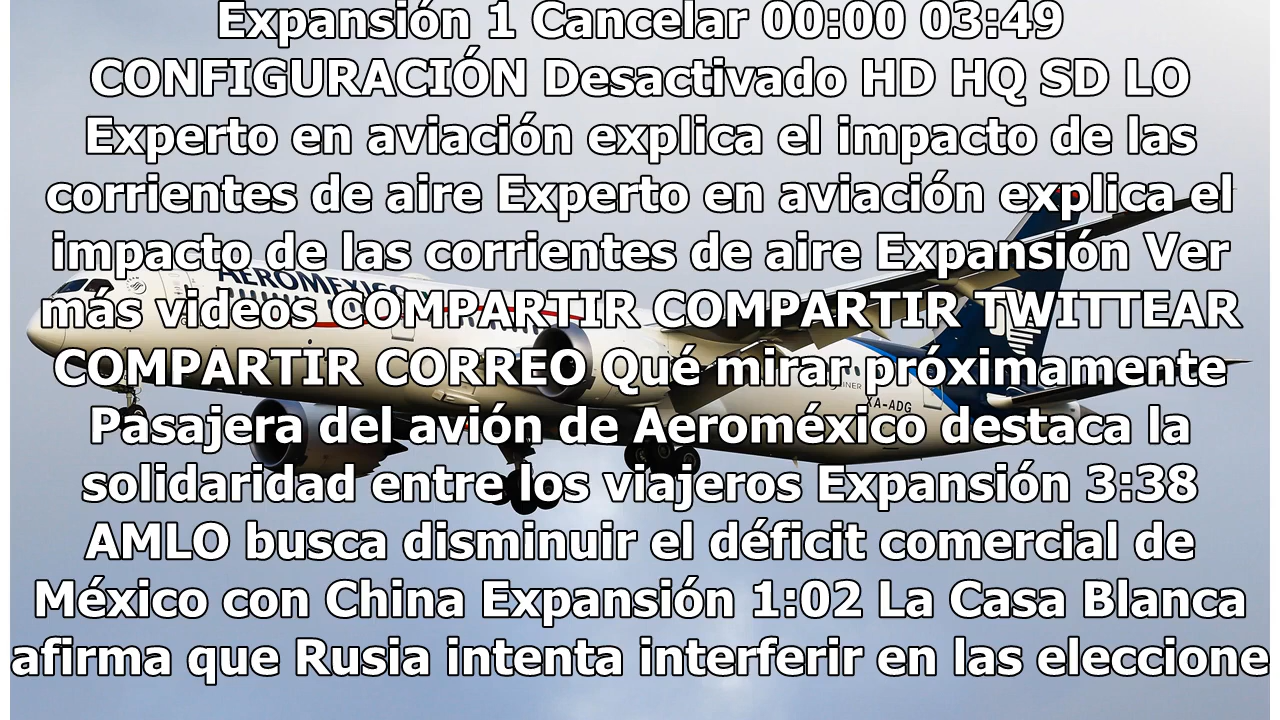 Expansión 1 Cancelar 00:00 03:49
CONFIGURACIÓN Desactivado HD HQ SD LO
Experto en aviación explica el impacto de las
corrientes de aire Experto en aviación explica el
impacto de las corrientes de aire Expansión Ver
más videos COMPARTIR COMPARTIR TWITTEAR
COMPARTIR CORREO Qué mirar próximamente
Pasajera del avión de Aeroméxico destaca la
solidaridad entre los viajeros Expansión 3:38
AMLO busca disminuir el déficit comercial de
México con China Expansión 1:02 La Casa Blanca
afirma que Rusia intenta interferir en las eleccione
AEROMEXICO
XA-ADG